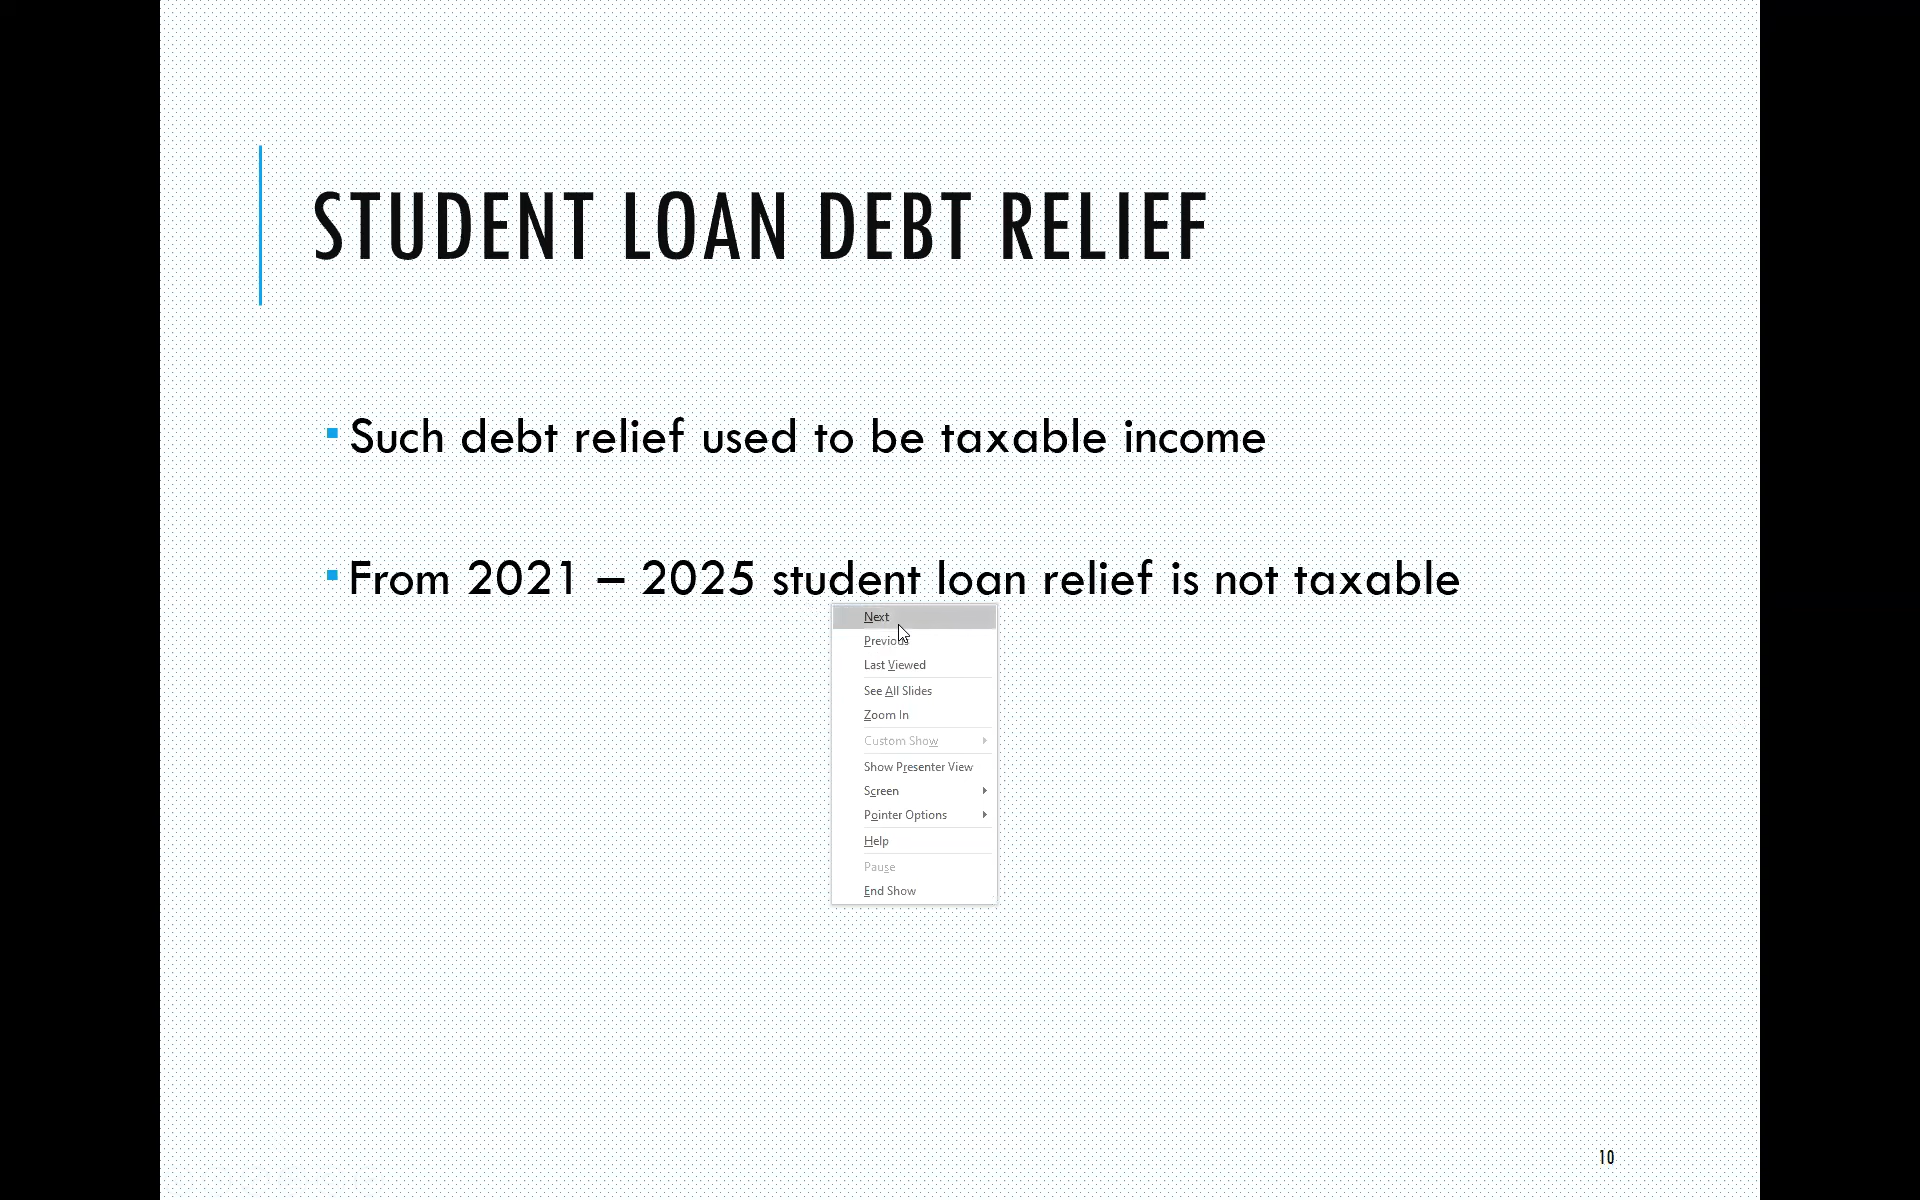 STUDENT LOAN DEBT RELIEF
Such debt relief used to be taxable income
From 2021 – 2025 student loan relief is not taxable
Next
Previous
Last Viewed
See All Slides
Zoom In
Custom Show
Show Presenter View
Screen
Pointer Options
Help
Pause
End Show
10